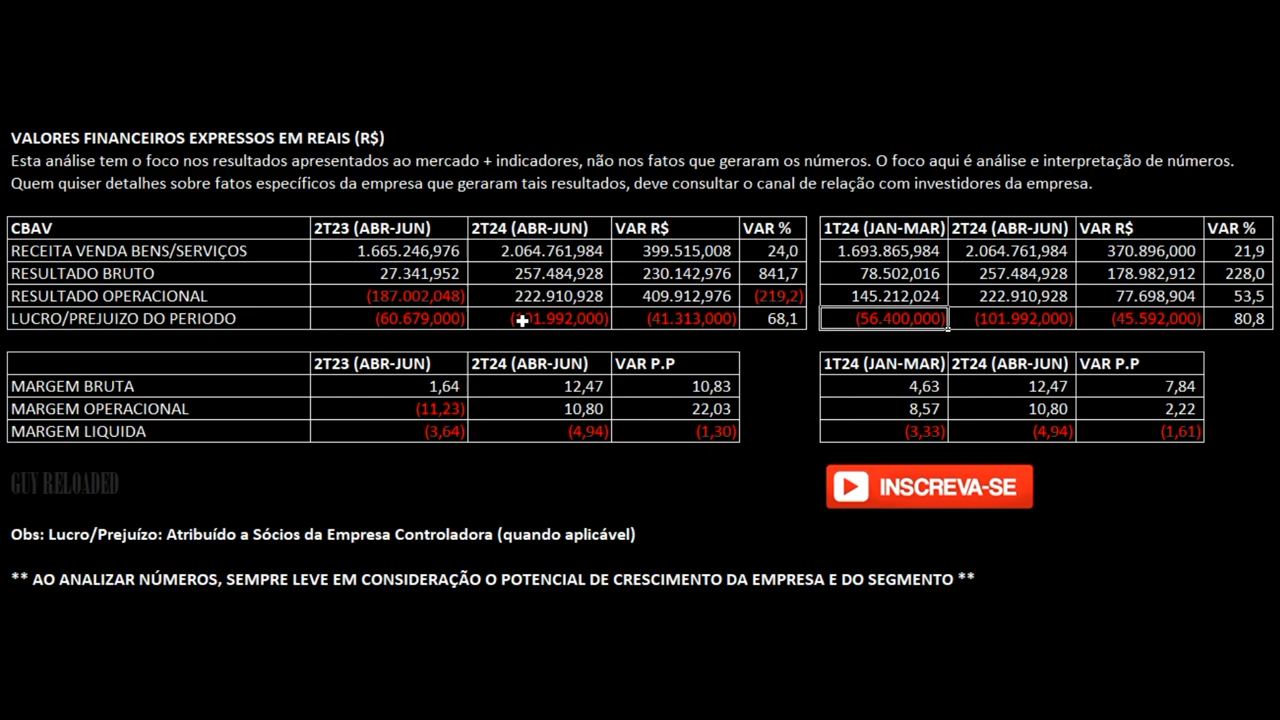 VALORES FINANCEIROS EXPRESSOS EM REAIS (R$)
Esta análise tem o foco nos resultados apresentados ao mercado + indicadores, não nos fatos que geraram os números. O foco aqui é análise e interpretação de números.
Quem quiser detalhes sobre fatos específicos da empresa que geraram tais resultados, deve consultar o canal de relação com investidores da empresa.
CBAV 2T23 (ABR-JUN) 2T24 (ABR-JUN) VAR R$ VAR % 1T24 (JAN-MAR) 2T24 (ABR-JUN) VAR R$ VAR %
RECEITA VENDA BENS/SERVIÇOS 1.665.246,976 2.064.761,984 399.515,008 24,0 1.693.865,984 2.064.761,984 370.896,000 21,9
RESULTADO BRUTO 27.341,952 257.484,928 230.142,976 841,7 78.502,016 257.484,928 178.982,912 228,0
RESULTADO OPERACIONAL (187.002,048) 222.910,928 409.912,976 (219,2) 145.212,024 222.910,928 77.698,904 53,5
LUCRO/PREJUIZO DO PERIODO (60.679,000) (101.992,000) (41.313,000) 68,1 (56.400,000) (101.992,000) (45.592,000) 80,8
2T23 (ABR-JUN) 2T24 (ABR-JUN) VAR P.P 1T24 (JAN-MAR) 2T24 (ABR-JUN) VAR P.P
MARGEM BRUTA 1,64 12,47 10,83 4,63 12,47 7,84
MARGEM OPERACIONAL (11,23) 10,80 22,03 8,57 10,80 2,22
MARGEM LIQUIDA (3,64) (4,94) (1,30) (3,33) (4,94) (1,61)
GUY RELOADED
INSCREVA-SE
Obs: Lucro/Prejuízo: Atribuído a Sócios da Empresa Controladora (quando aplicável)
** AO ANALIZAR NÚMEROS, SEMPRE LEVE EM CONSIDERAÇÃO O POTENCIAL DE CRESCIMENTO DA EMPRESA E DO SEGMENTO **